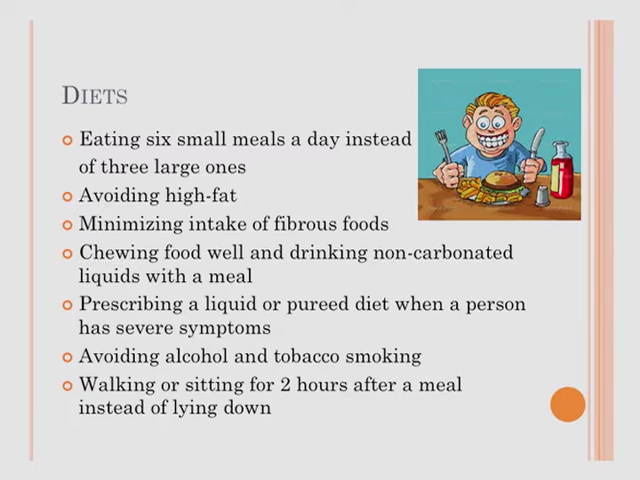 DIETS
Eating six small meals a day instead
of three large ones
Avoiding high-fat
Minimizing intake of fibrous foods
Chewing food well and drinking non-carbonated
liquids with a meal
Prescribing a liquid or pureed diet when a person
has severe symptoms
Avoiding alcohol and tobacco smoking
Walking or sitting for 2 hours after a meal
instead of lying down